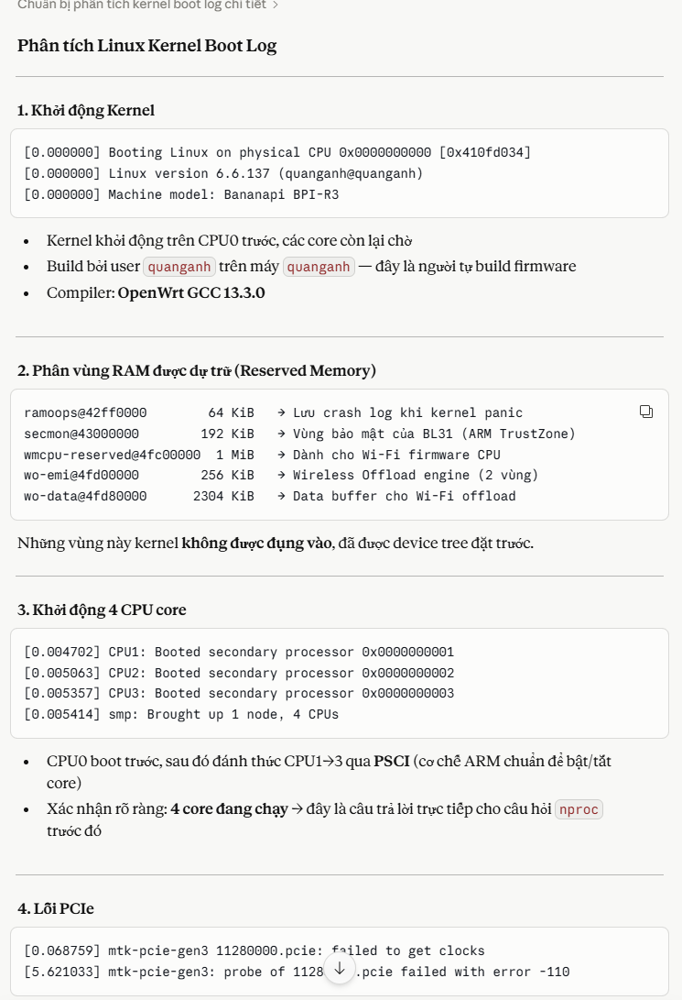 Chuẩn bị phân tích kernel boot log chi tiết >
Phân tích Linux Kernel Boot Log
1. Khởi động Kernel
[0.000000] Booting Linux on physical CPU 0x0000000000 [0x410fd034]
[0.000000] Linux version 6.6.137 (quanganh@quanganh)
[0.000000] Machine model: Bananapi BPI-R3
• Kernel khởi động trên CPU0 trước, các core còn lại chờ
• Build bởi user quanganh trên máy quanganh — đây là người tự build firmware
• Compiler: OpenWrt GCC 13.3.0
2. Phân vùng RAM được dự trữ (Reserved Memory)
ramoops@42ff0000 64 KiB → Lưu crash log khi kernel panic
secmon@43000000 192 KiB → Vùng bảo mật của BL31 (ARM TrustZone)
wmcpu-reserved@4fc00000 1 MiB → Dành cho Wi-Fi firmware CPU
wo-emi@4fd00000 256 KiB → Wireless Offload engine (2 vùng)
wo-data@4fd80000 2304 KiB → Data buffer cho Wi-Fi offload
Những vùng này kernel không được đụng vào, đã được device tree đặt trước.
3. Khởi động 4 CPU core
[0.004702] CPU1: Booted secondary processor 0x0000000001
[0.005063] CPU2: Booted secondary processor 0x0000000002
[0.005357] CPU3: Booted secondary processor 0x0000000003
[0.005414] smp: Brought up 1 node, 4 CPUs
• CPU0 boot trước, sau đó đánh thức CPU1→3 qua PSCI (cơ chế ARM chuẩn để bật/tắt
core)
• Xác nhận rõ ràng: 4 core đang chạy → đây là câu trả lời trực tiếp cho câu hỏi nproc
trước đó
4. Lỗi PCIe
[0.068759] mtk-pcie-gen3 11280000.pcie: failed to get clocks
[5.621033] mtk-pcie-gen3: probe of 1128 .pcie failed with error -110